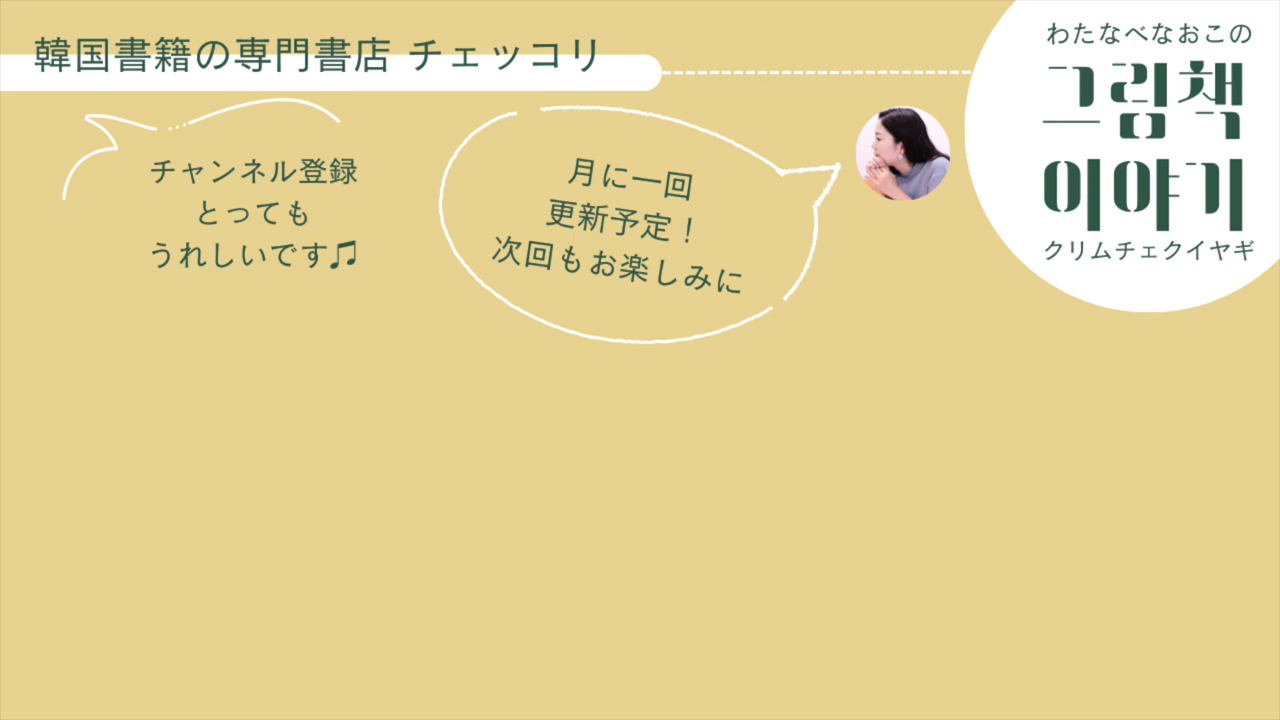 韓国書籍の専門書店 チェッコリ
チャンネル登録
とっても
うれしいです♫
月に一回
更新予定！
次回もお楽しみに
わたなべなおこの
그림책
이야기
クリムチェクイヤギ